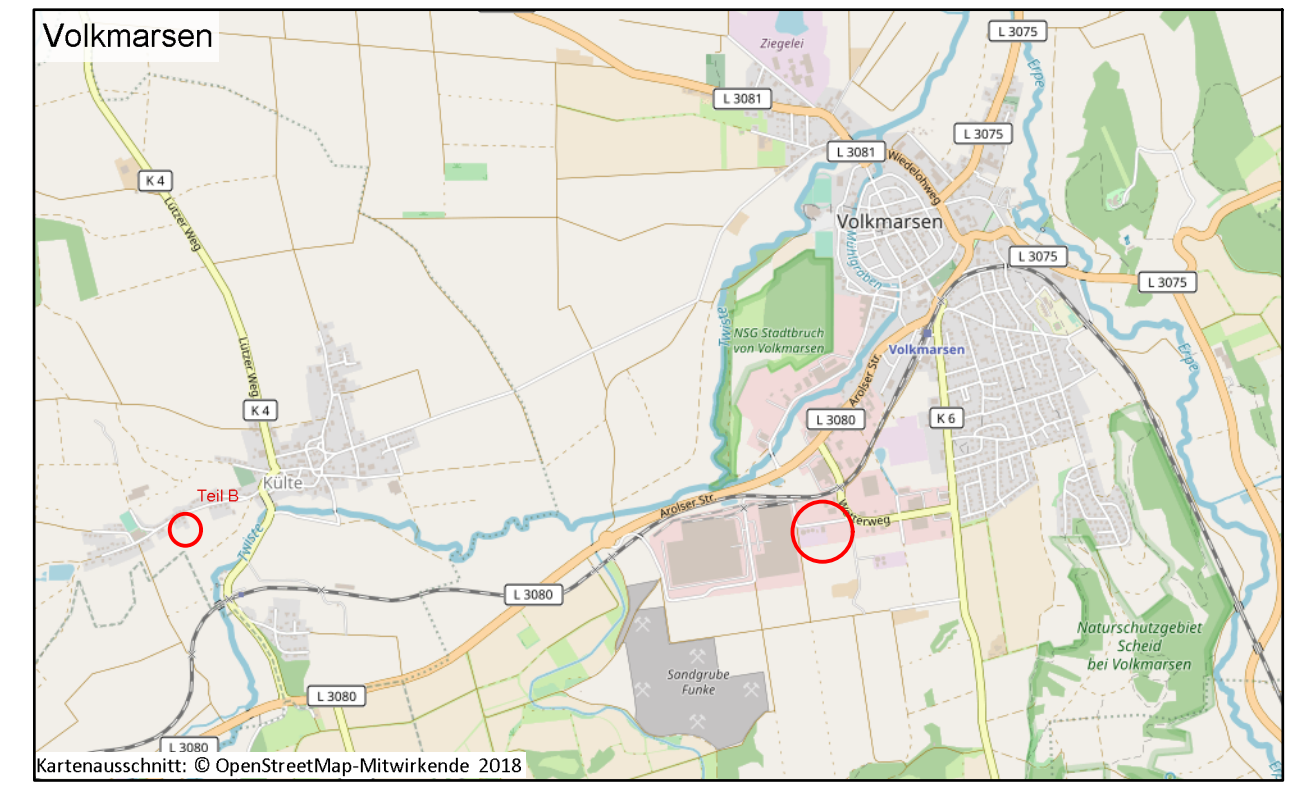 Volkmarsen
Ziegelei
L 3075
Erpe
L 3081
L 3075
L 3081
Wiedelohweg
K 4
Lützer Weg
Volkmarsen
Mühlgraben
L 3075
L 3075
Twiste
NSG Stadtbruch
von Volkmarsen
Volkmarsen
Erpe
Lützer Weg
Arolser Str.
K 4
L 3080
K 6
Külte
Teil B
Arolser Str.
Twiste
L 3080
Naturschutzgebiet
Scheid
bei Volkmarsen
Sandgrube
Funke
L 3080
L 3080
Kartenausschnitt: © OpenStreetMap-Mitwirkende 2018